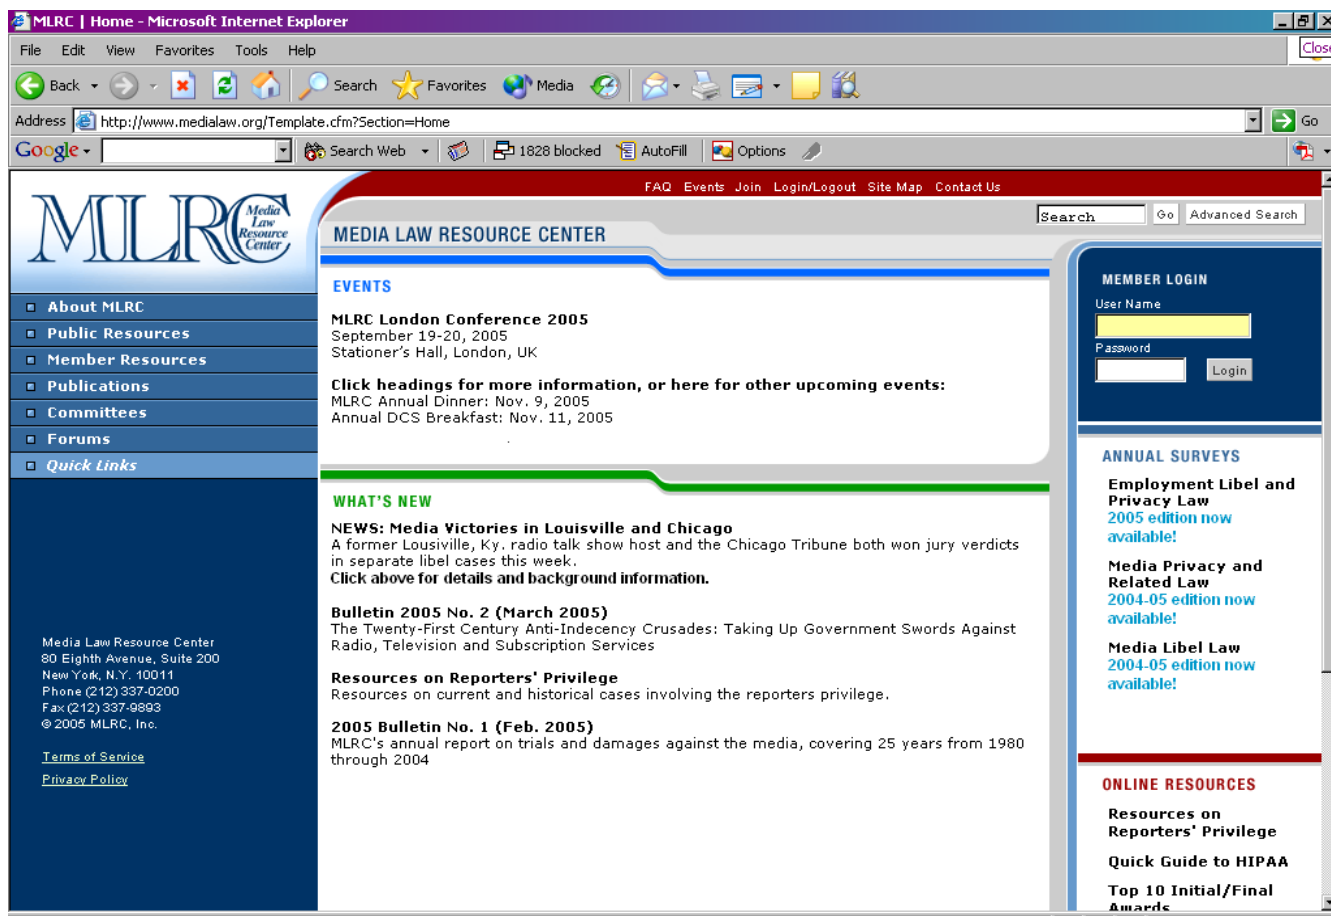 MLRC | Home - Microsoft Internet Explorer
File Edit View Favorites Tools Help
Close
Back Search Favorites Media
Address http://www.medialaw.org/Template.cfm?Section=Home Go
Google Search Web 1828 blocked AutoFill Options
FAQ Events Join Login/Logout Site Map Contact Us
Search Go Advanced Search
MLRC Media Law Resource Center
MEDIA LAW RESOURCE CENTER
About MLRC
Public Resources
Member Resources
Publications
Committees
Forums
Quick Links
Media Law Resource Center
80 Eighth Avenue, Suite 200
New York, N.Y. 10011
Phone (212) 337-0200
Fax (212) 337-9893
© 2005 MLRC, Inc.
Terms of Service
Privacy Policy
EVENTS
MLRC London Conference 2005
September 19-20, 2005
Stationer's Hall, London, UK
Click headings for more information, or here for other upcoming events:
MLRC Annual Dinner: Nov. 9, 2005
Annual DCS Breakfast: Nov. 11, 2005
WHAT'S NEW
NEWS: Media Victories in Louisville and Chicago
A former Lousiville, Ky. radio talk show host and the Chicago Tribune both won jury verdicts
in separate libel cases this week.
Click above for details and background information.
Bulletin 2005 No. 2 (March 2005)
The Twenty-First Century Anti-Indecency Crusades: Taking Up Government Swords Against
Radio, Television and Subscription Services
Resources on Reporters' Privilege
Resources on current and historical cases involving the reporters privilege.
2005 Bulletin No. 1 (Feb. 2005)
MLRC's annual report on trials and damages against the media, covering 25 years from 1980
through 2004
MEMBER LOGIN
User Name
Password
Login
ANNUAL SURVEYS
Employment Libel and
Privacy Law
2005 edition now
available!
Media Privacy and
Related Law
2004-05 edition now
available!
Media Libel Law
2004-05 edition now
available!
ONLINE RESOURCES
Resources on
Reporters' Privilege
Quick Guide to HIPAA
Top 10 Initial/Final
Awards